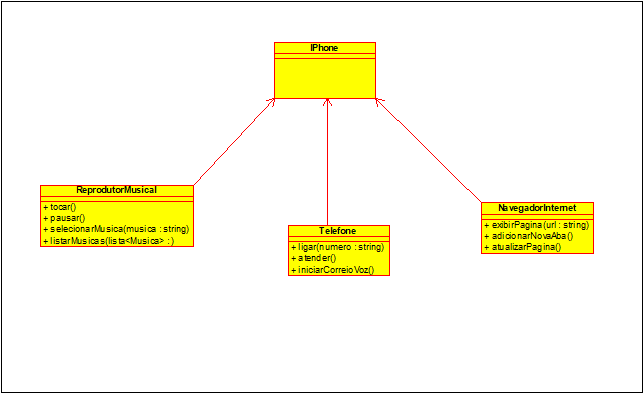 IPhone
ReprodutorMusical
+ tocar()
+ pausar()
+ selecionarMusica(musica : string)
+ listarMusicas(lista<Musica> : )
Telefone
+ ligar(numero : string)
+ atender()
+ iniciarCorreioVoz()
NavegadorInternet
+ exibirPagina(url : string)
+ adicionarNovaAba()
+ atualizarPagina()